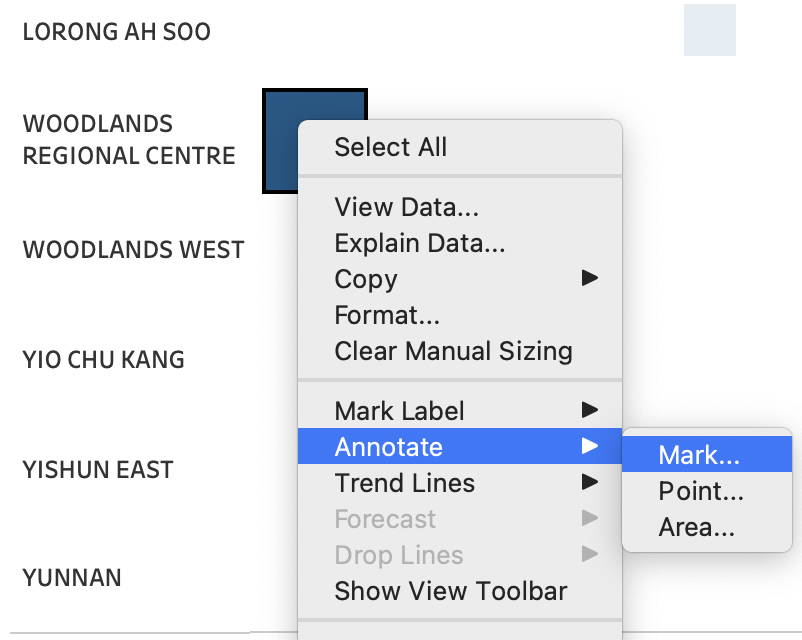 LORONG AH SOO
WOODLANDS
REGIONAL CENTRE
WOODLANDS WEST
YIO CHU KANG
YISHUN EAST
YUNNAN
Select All
View Data...
Explain Data...
Copy
Format...
Clear Manual Sizing
Mark Label
Annotate
Trend Lines
Forecast
Drop Lines
Show View Toolbar
Mark...
Point...
Area...